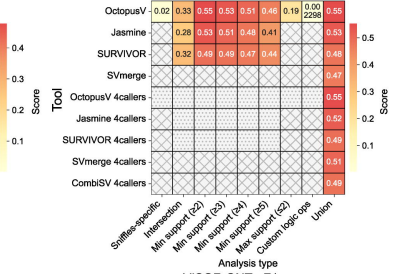 OctopusV 0.02 0.33 0.55 0.53 0.51 0.46 0.19 0.00 2298 0.55
Jasmine 0.28 0.53 0.51 0.48 0.41 0.53
SURVIVOR 0.32 0.49 0.49 0.47 0.44 0.48
SVmerge 0.47
OctopusV 4callers 0.55
Jasmine 4callers 0.52
SURVIVOR 4callers 0.49
SVmerge 4callers 0.51
CombiSV 4callers 0.49
Tool
0.4
0.3
0.2
0.1
Score
0.5
0.4
0.3
0.2
0.1
Score
Sniffles-specific
Intersection
Min support (≥2)
Min support (≥3)
Min support (≥4)
Min support (≥5)
Max support (≤2)
Custom logic ops
Union
Analysis type